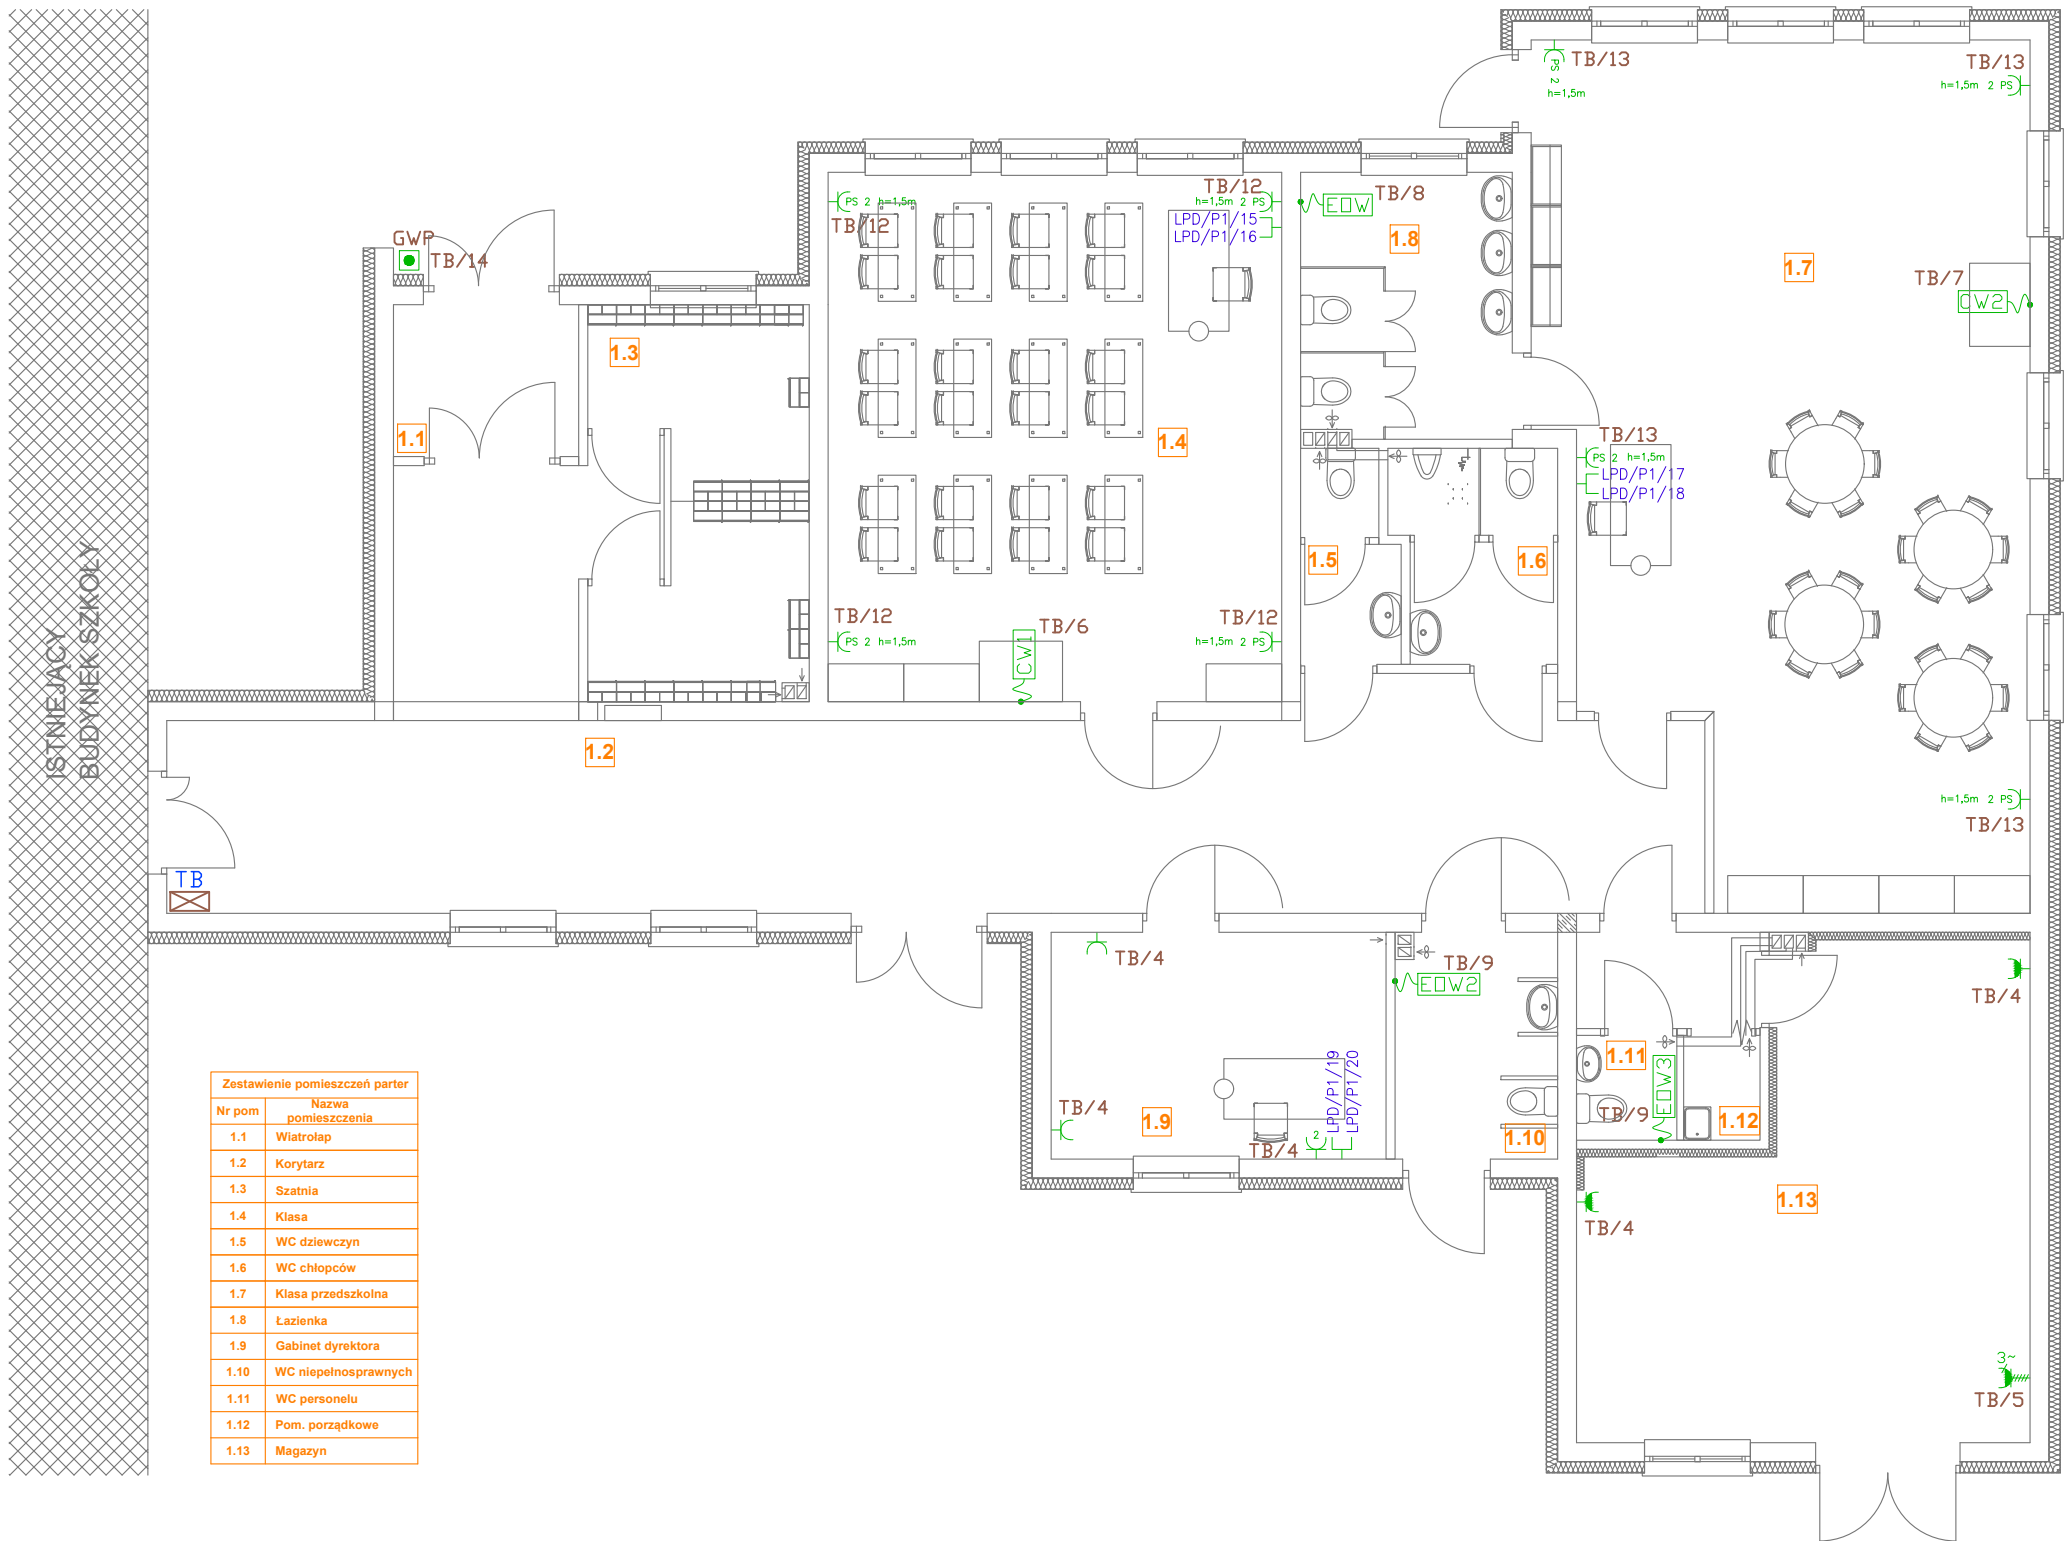 TB/13
PS 2
h=1,5m
TB/13
h=1,5m 2 PS
TB/12
h=1,5m 2 PS
LPD/P1/15
LPD/P1/16
PS 2 h=1,5m
TB/12
TB/8
EOW
1.8
GWP
TB/14
1.7
TB/7
CW2
1.3
1.1
1.4
TB/13
PS 2 h=1,5m
LPD/P1/17
LPD/P1/18
1.5
1.6
TB/12
PS 2 h=1,5m
TB/6
CW1
TB/12
h=1,5m 2 PS
ISTNIEJĄCY
BUDYNEK SZKOŁY
1.2
h=1,5m 2 PS
TB/13
TB
TB/4
TB/9
EOW2
TB/4
1.11
EOW3
TB/9
1.12
TB/4
1.9
LPD/P1/19
LPD/P1/20
2
TB/4
1.10
1.13
TB/4
3~
TB/5
Zestawienie pomieszczeń parter
Nr pom Nazwa
pomieszczenia
1.1 Wiatrołap
1.2 Korytarz
1.3 Szatnia
1.4 Klasa
1.5 WC dziewczyn
1.6 WC chłopców
1.7 Klasa przedszkolna
1.8 Łazienka
1.9 Gabinet dyrektora
1.10 WC niepełnosprawnych
1.11 WC personelu
1.12 Pom. porządkowe
1.13 Magazyn